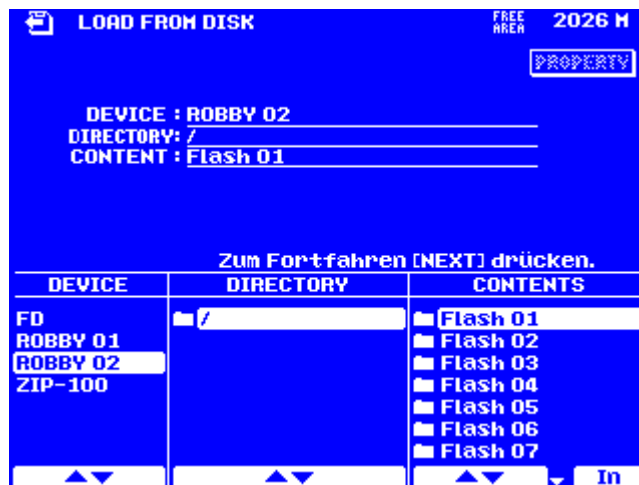 LOAD FROM DISK
FREE AREA 2026 M
PROPERTY
DEVICE : ROBBY 02
DIRECTORY: /
CONTENT : Flash 01
Zum Fortfahren [NEXT] drücken.
DEVICE DIRECTORY CONTENTS
FD / Flash 01
ROBBY 01 Flash 02
ROBBY 02 Flash 03
ZIP-100 Flash 04
Flash 05
Flash 06
Flash 07
In